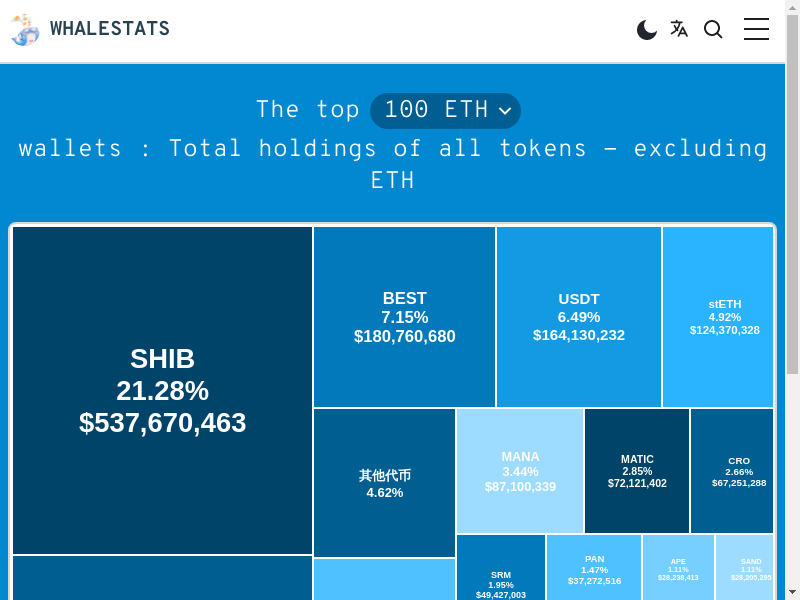 WHALESTATS
The top 100 ETH
wallets : Total holdings of all tokens – excluding
ETH
SHIB
21.28%
$537,670,463
BEST
7.15%
$180,760,680
USDT
6.49%
$164,130,232
stETH
4.92%
$124,370,328
其他代币
4.62%
MANA
3.44%
$87,100,339
MATIC
2.85%
$72,121,402
CRO
2.66%
$67,251,288
SRM
1.95%
$49,427,003
PAN
1.47%
$37,272,516
APE
1.11%
$28,238,413
SAND
1.11%
$28,205,295